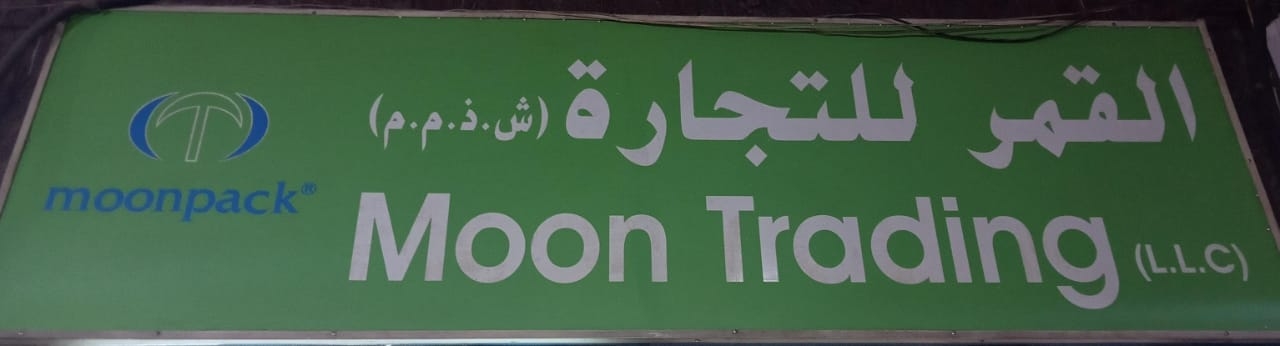 القمر للتجارة (ش.ذ.م.م)
moonpack®
Moon Trading (L.L.C)